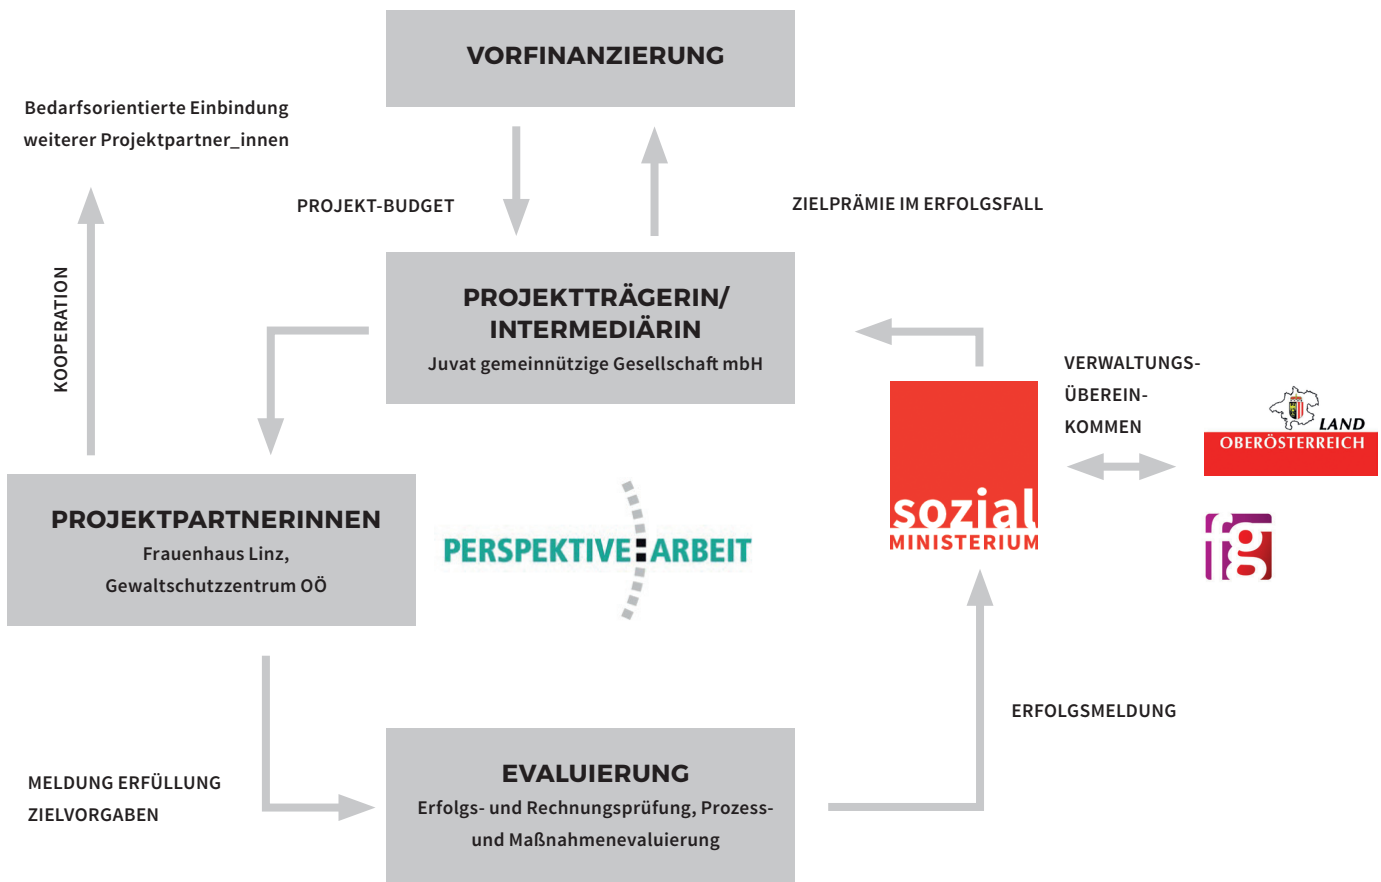 VORFINANZIERUNG
Bedarfsorientierte Einbindung
weiterer Projektpartner_innen
PROJEKT-BUDGET
ZIELPRÄMIE IM ERFOLGSFALL
KOOPERATION
PROJEKTTRÄGERIN/
INTERMEDIÄRIN
Juvat gemeinnützige Gesellschaft mbH
VERWALTUNGS-
ÜBEREIN-
KOMMEN
LAND
OBERÖSTERREICH
sozial
MINISTERIUM
fg
PROJEKTPARTNERINNEN
Frauenhaus Linz,
Gewaltschutzzentrum OÖ
PERSPEKTIVE:ARBEIT
ERFOLGSMELDUNG
MELDUNG ERFÜLLUNG
ZIELVORGABEN
EVALUIERUNG
Erfolgs- und Rechnungsprüfung, Prozess-
und Maßnahmenevaluierung